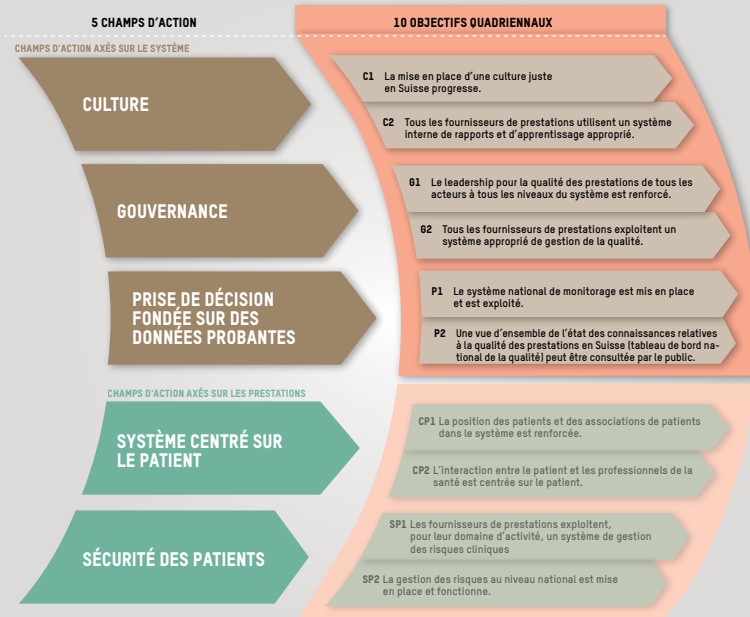 5 CHAMPS D'ACTION
10 OBJECTIFS QUADRIENNAUX
CHAMPS D'ACTION AXÉS SUR LE SYSTÈME
CULTURE
C1 La mise en place d'une culture juste
en Suisse progresse.
C2 Tous les fournisseurs de prestations utilisent un système
interne de rapports et d'apprentissage approprié.
GOUVERNANCE
G1 Le leadership pour la qualité des prestations de tous les
acteurs à tous les niveaux du système est renforcé.
G2 Tous les fournisseurs de prestations exploitent un
système approprié de gestion de la qualité.
PRISE DE DÉCISION
FONDÉE SUR DES
DONNÉES PROBANTES
P1 Le système national de monitorage est mis en place
et est exploité.
P2 Une vue d'ensemble de l'état des connaissances relatives
à la qualité des prestations en Suisse (tableau de bord na-
tional de la qualité) peut être consultée par le public.
CHAMPS D'ACTION AXÉS SUR LES PRESTATIONS
SYSTÈME CENTRÉ SUR
LE PATIENT
CP1 La position des patients et des associations de patients
dans le système est renforcée.
CP2 L'interaction entre le patient et les professionnels de la
santé est centrée sur le patient.
SÉCURITÉ DES PATIENTS
SP1 Les fournisseurs de prestations exploitent,
pour leur domaine d'activité, un système de gestion
des risques cliniques
SP2 La gestion des risques au niveau national est mise
en place et fonctionne.